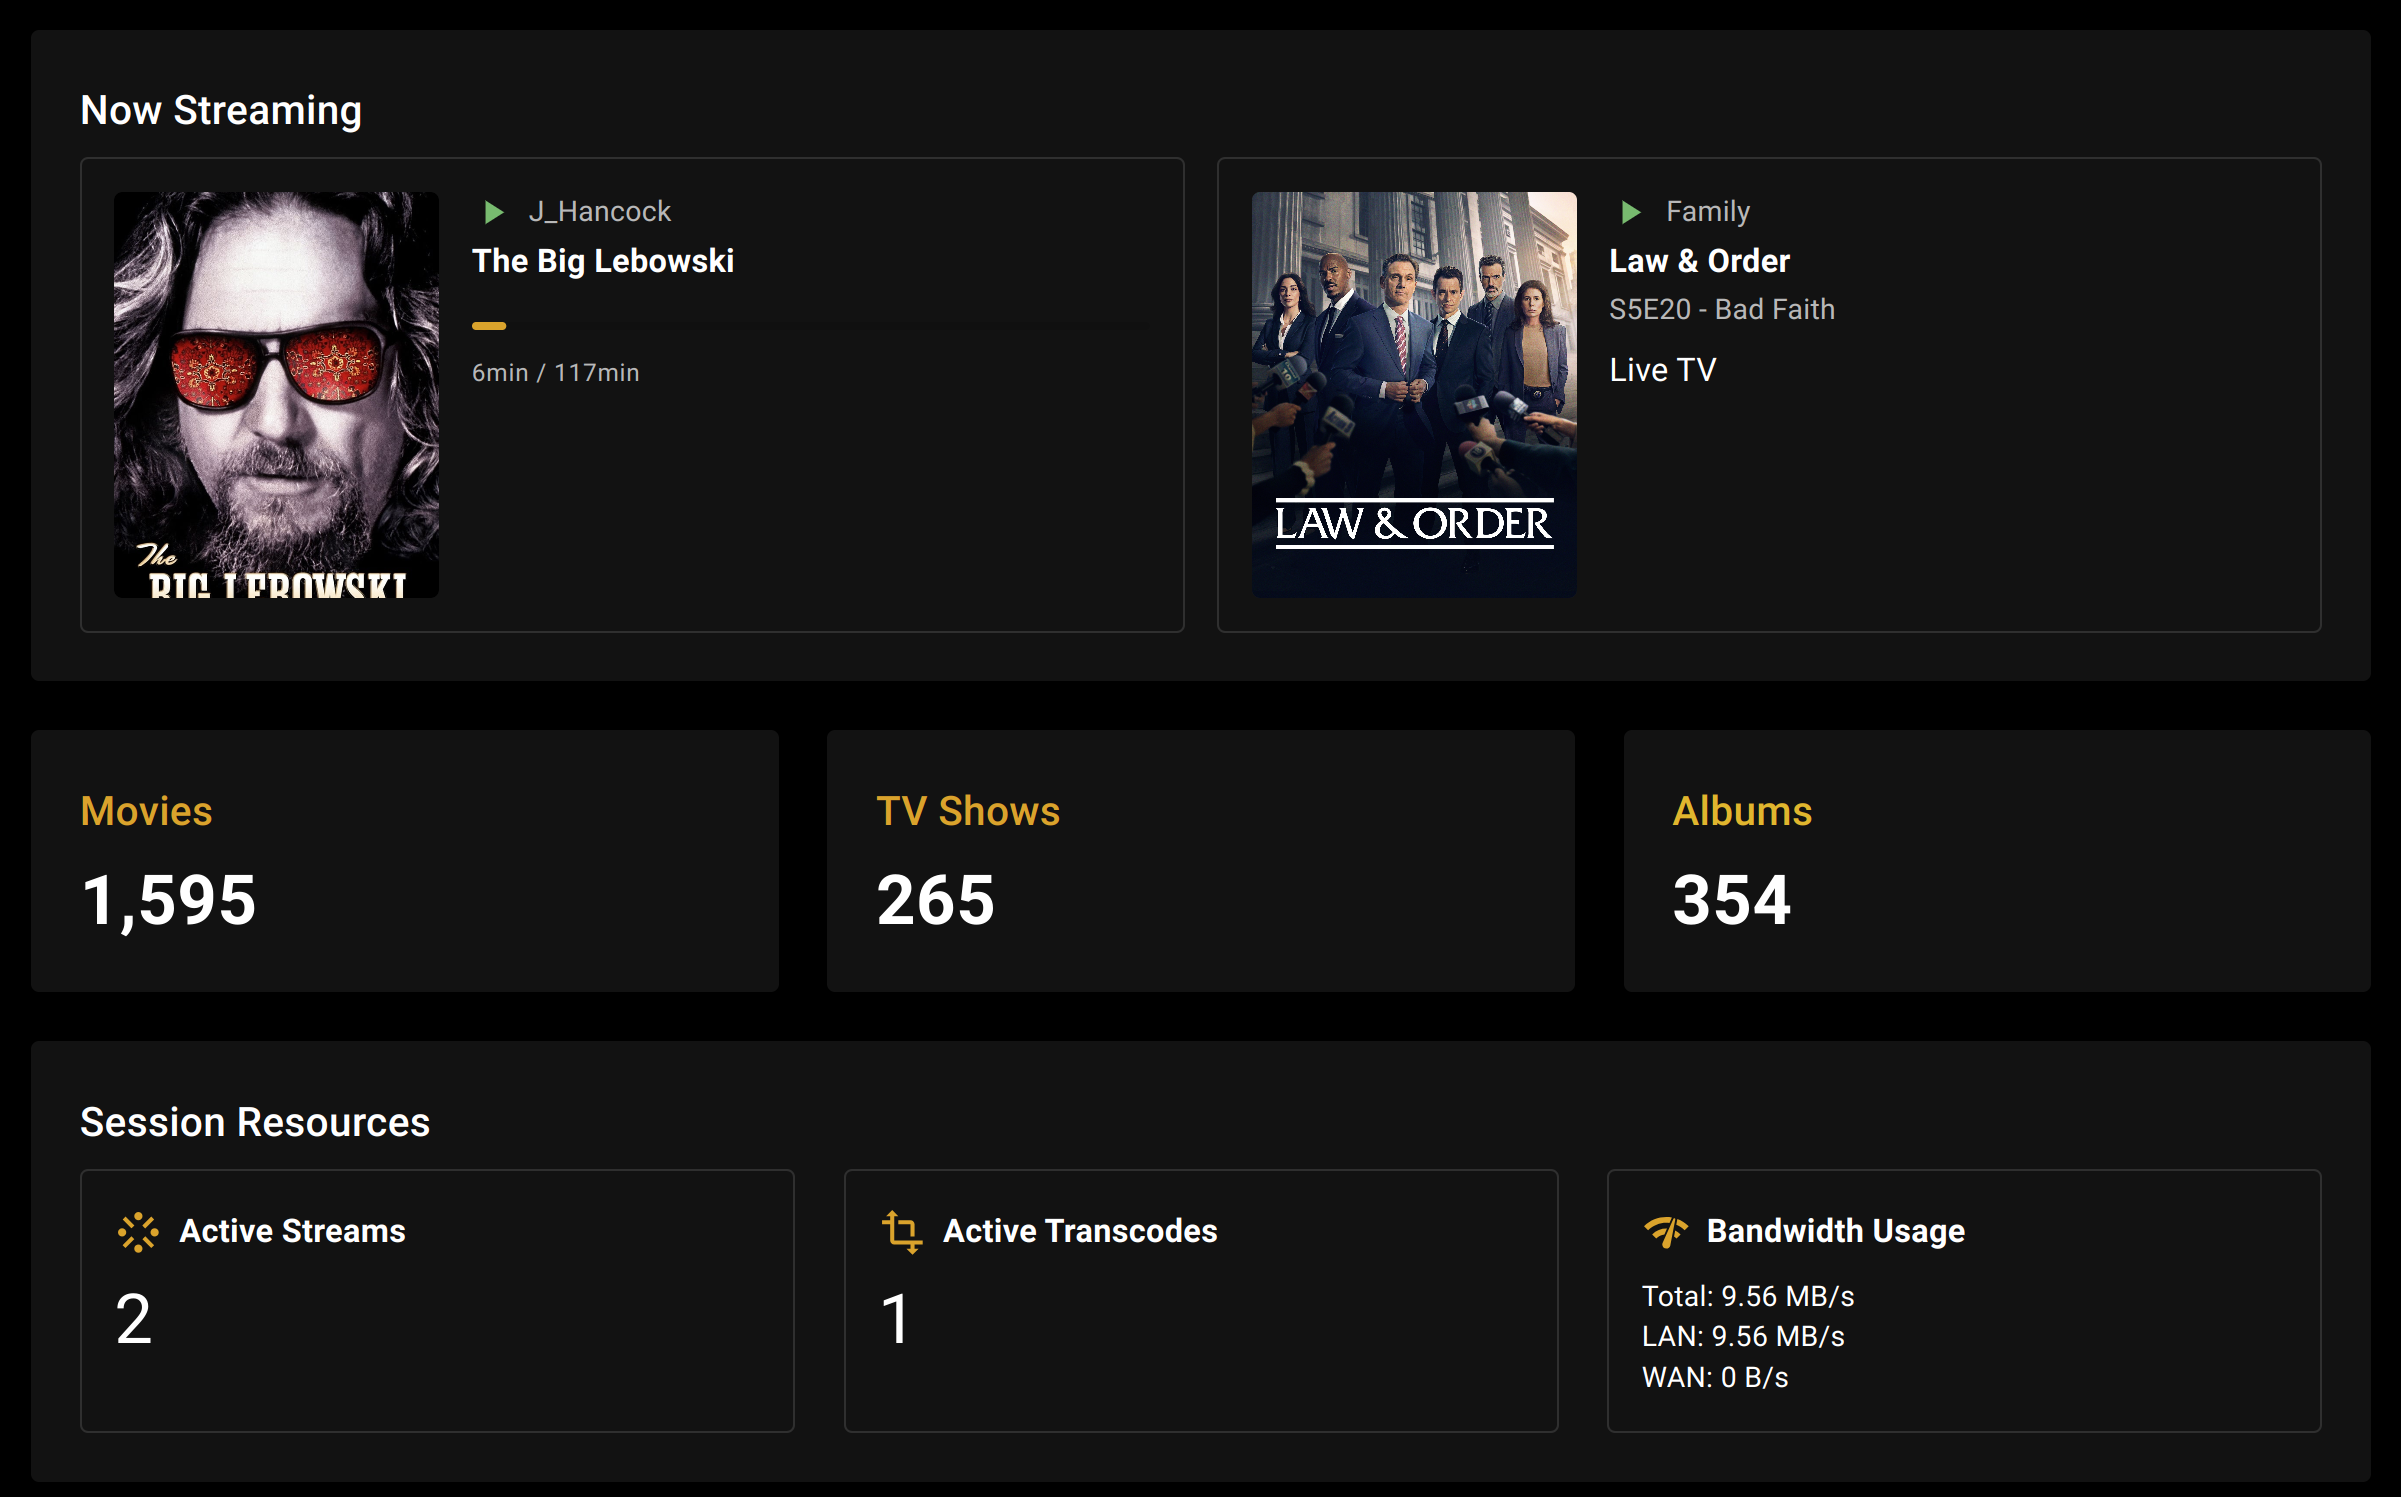 Now Streaming
J_Hancock
The Big Lebowski
6min / 117min
The
BIG LEBOWSKI
Family
Law & Order
S5E20 - Bad Faith
Live TV
LAW & ORDER
Movies
1,595
TV Shows
265
Albums
354
Session Resources
Active Streams
2
Active Transcodes
1
Bandwidth Usage
Total: 9.56 MB/s
LAN: 9.56 MB/s
WAN: 0 B/s